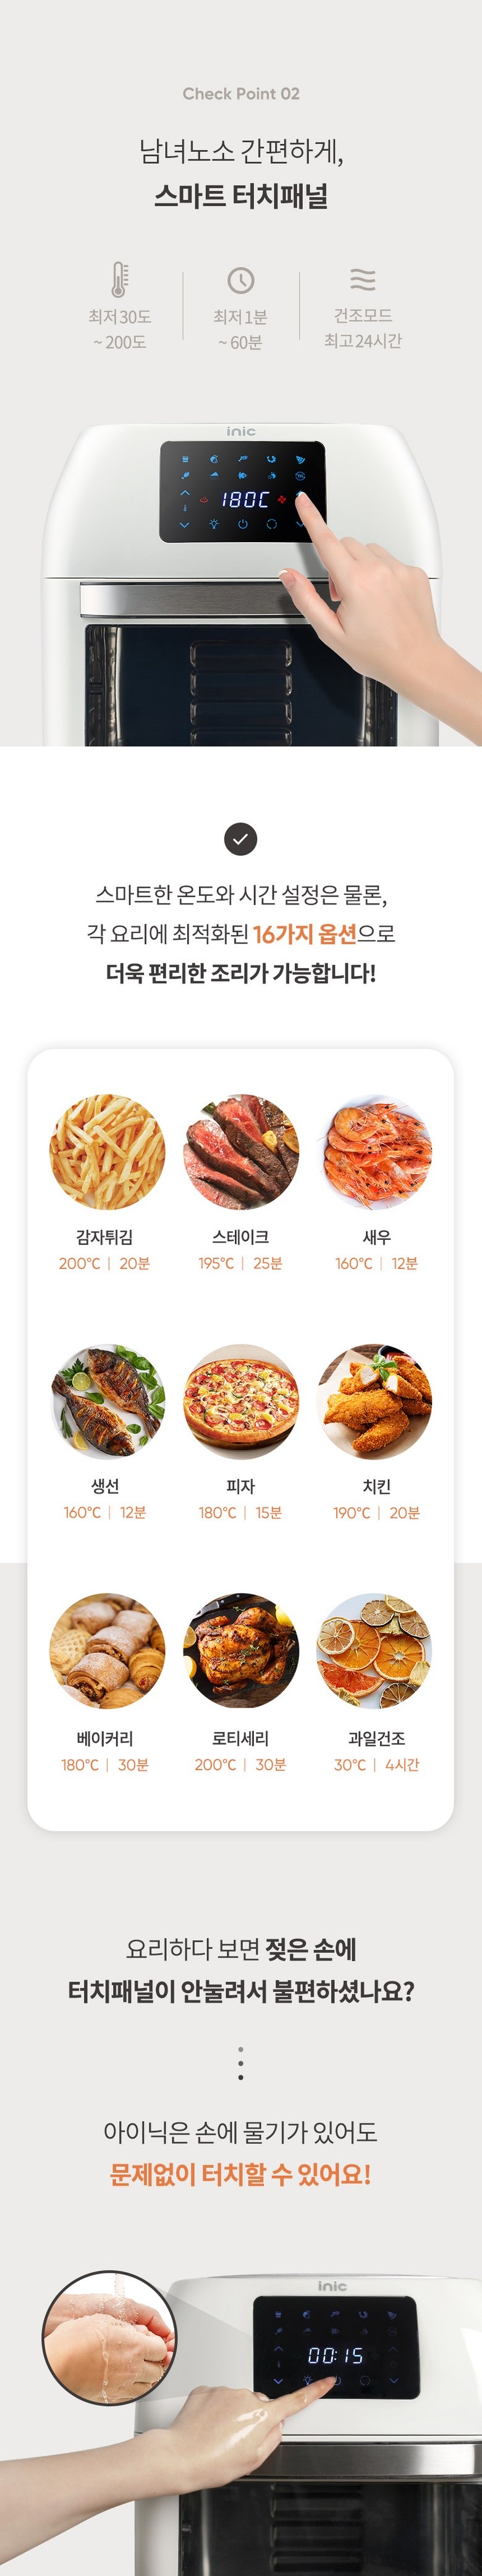 Check Point 02
남녀노소 간편하게,
스마트 터치패널
최저 30도
~ 200도
최저 1분
~ 60분
건조모드
최고 24시간
inic
180C
스마트한 온도와 시간 설정은 물론,
각 요리에 최적화된 16가지 옵션으로
더욱 편리한 조리가 가능합니다!
감자튀김
200℃ | 20분
스테이크
195℃ | 25분
새우
160℃ | 12분
생선
160℃ | 12분
피자
180℃ | 15분
치킨
190℃ | 20분
베이커리
180℃ | 30분
로티세리
200℃ | 30분
과일건조
30℃ | 4시간
요리하다 보면 젖은 손에
터치패널이 안눌려서 불편하셨나요?
아이닉은 손에 물기가 있어도
문제없이 터치할 수 있어요!
inic
00:15